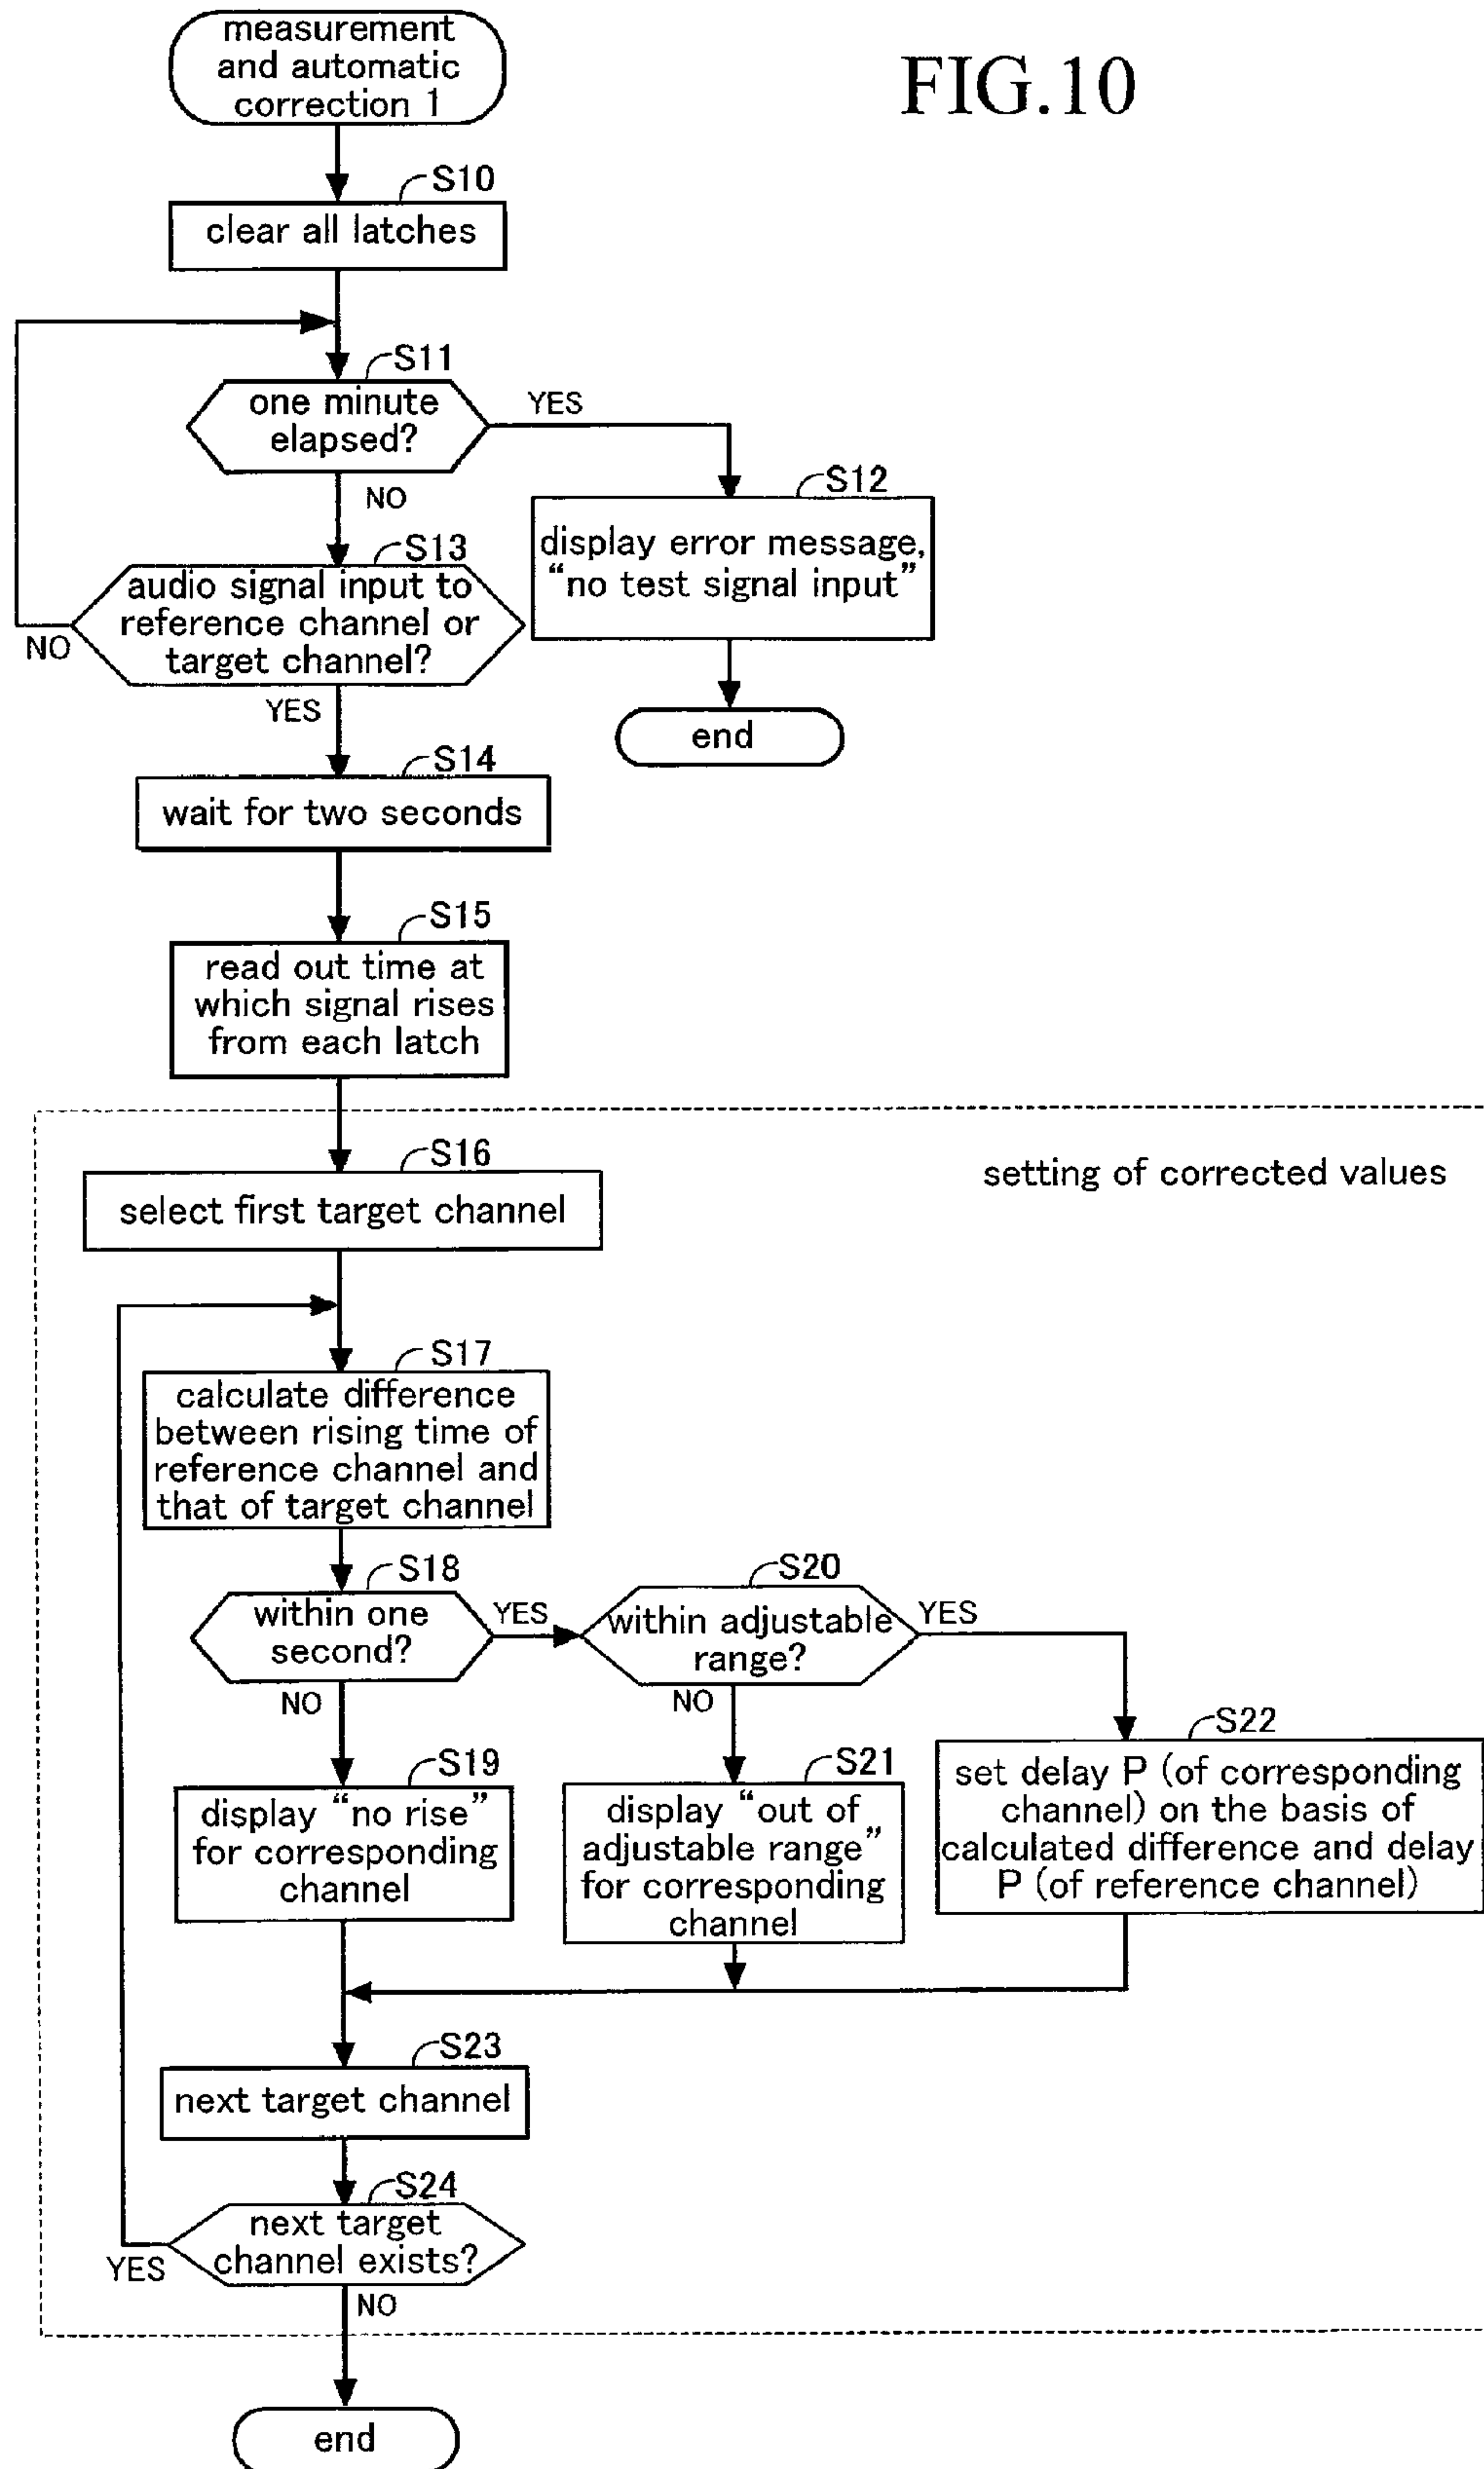 measurement
and automatic
correction 1
FIG.10
S10
clear all latches
S11
one minute
elapsed?
YES
NO
S12
display error message,
“no test signal input”
end
S13
audio signal input to
reference channel or
target channel?
NO
YES
S14
wait for two seconds
S15
read out time at
which signal rises
from each latch
setting of corrected values
S16
select first target channel
S17
calculate difference
between rising time of
reference channel and
that of target channel
S18
within one
second?
YES
NO
S20
within adjustable
range?
YES
NO
S19
display “no rise”
for corresponding
channel
S21
display “out of
adjustable range”
for corresponding
channel
S22
set delay P (of corresponding
channel) on the basis of
calculated difference and delay
P (of reference channel)
S23
next target channel
S24
next target
channel exists?
YES
NO
end